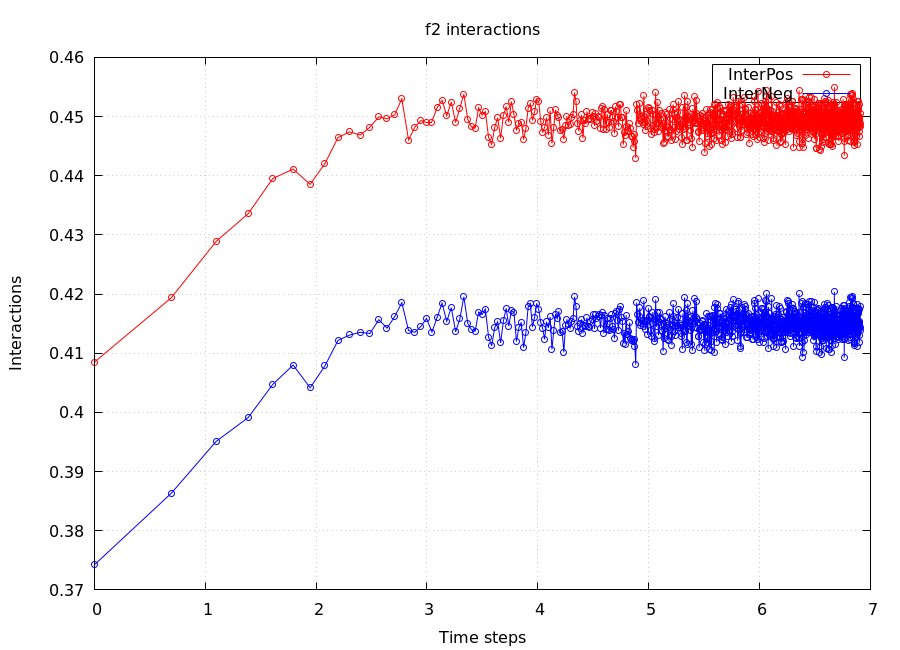 f2 interactions
InterPos
InterNeg
0.46
0.45
0.44
0.43
0.42
0.41
0.4
0.39
0.38
0.37
Interactions
0 1 2 3 4 5 6 7
Time steps